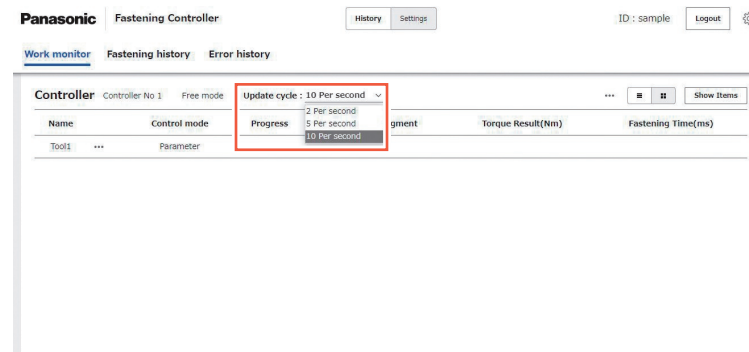 Panasonic Fastening Controller History Settings ID : sample Logout
Work monitor Fastening history Error history
Controller Controller No 1 Free mode Update cycle : 10 Per second ••• Show Items
2 Per second
Name Control mode Progress 5 Per second gment Torque Result(Nm) Fastening Time(ms)
10 Per second
Tool1 ••• Parameter